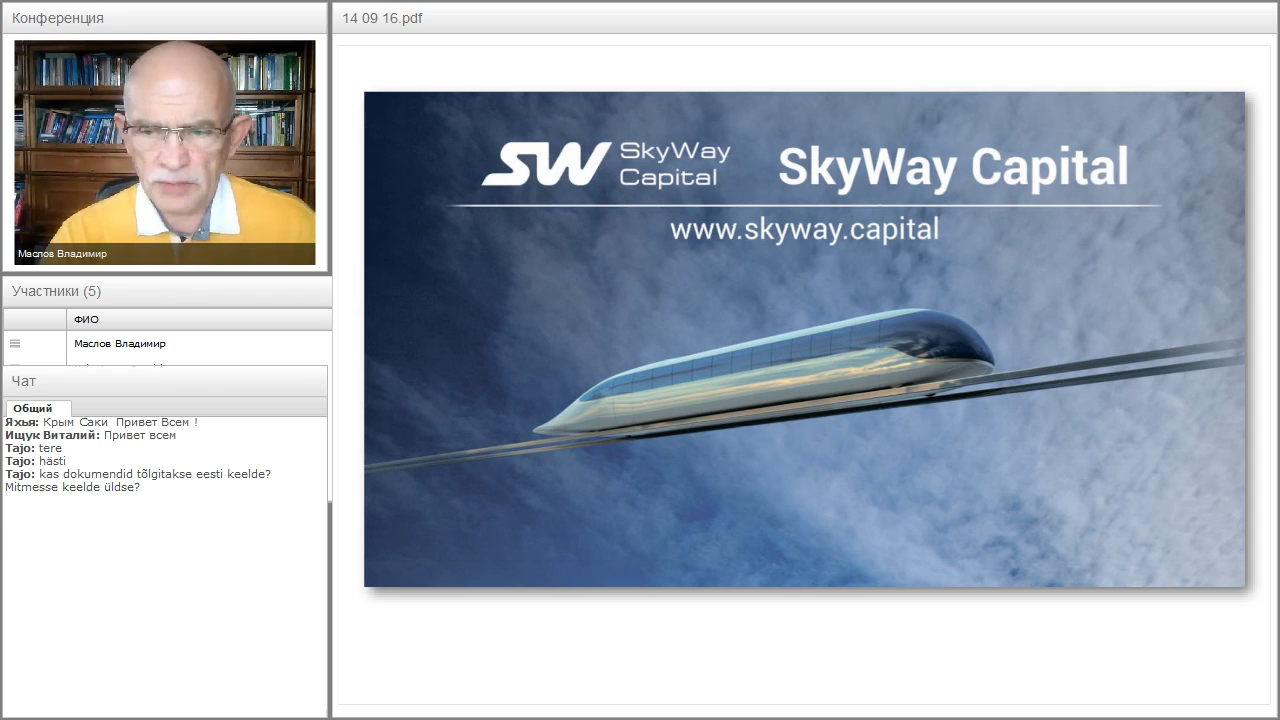 Конференция
Маслов Владимир
Участники (5)
ФИО
Маслов Владимир
Чат
Общий
Яхья: Крым Саки Привет Всем !
Ищук Виталий: Привет всем
Tajo: tere
Tajo: hästi
Tajo: kas dokumendid tõlgitakse eesti keelde?
Mitmesse keelde üldse?
14 09 16.pdf
SW SkyWay
Capital
SkyWay Capital
www.skyway.capital